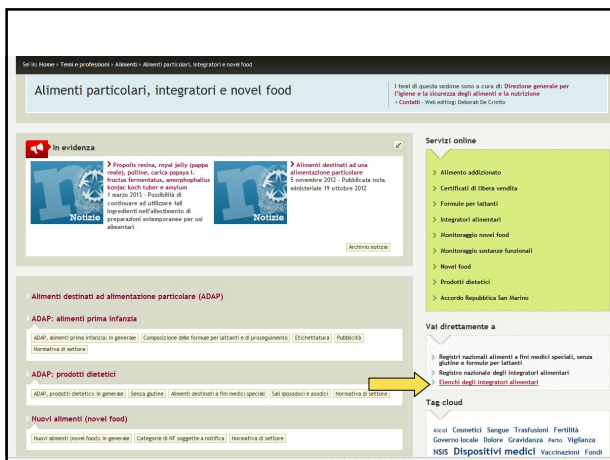 Sei in: Home > Temi e professioni > Alimenti > Alimenti particolari, integratori e novel food
Alimenti particolari, integratori e novel food
I temi di questa sezione sono a cura di: Direzione generale per
l'igiene e la sicurezza degli alimenti e la nutrizione
> Contatti - Web editing: Deborah De Crinito
In evidenza
Notizie
Propolis resina, royal jelly (pappa
reale), polline, carica papaya l.
fructus fermentatus, amorphophallus
konjac koch tuber e amylum
1 marzo 2013 - Possibilità di
continuare ad utilizzare tali
ingredienti nell'allestimento di
preparazioni estemporanee per usi
alimentari
Notizie
Alimenti destinati ad una
alimentazione particolare
5 novembre 2012 - Pubblicata nota
ministeriale 19 ottobre 2012
Archivio notizie
Alimenti destinati ad alimentazione particolare (ADAP)
ADAP: alimenti prima infanzia
ADAP, alimenti prima infanzia: in generale Composizione delle formule per lattanti e di proseguimento Etichettatura Pubblicità
Normativa di settore
ADAP: prodotti dietetici
ADAP, prodotti dietetici: in generale Senza glutine Alimenti destinati a fini medici speciali Sali iposodici e asodici Normativa di settore
Nuovi alimenti (novel food)
Nuovi alimenti (novel food): in generale Categorie di NF soggette a notifica Normativa di settore
Servizi online
> Alimento addizionato
> Certificati di libera vendita
> Formule per lattanti
> Integratori alimentari
> Monitoraggio novel food
> Monitoraggio sostanze funzionali
> Novel food
> Prodotti dietetici
> Accordo Repubblica San Marino
Vai direttamente a
> Registri nazionali alimenti a fini medici speciali, senza
glutine e formule per lattanti
> Registro nazionale degli integratori alimentari
> Elenchi degli integratori alimentari
Tag cloud
Alcol Cosmetici Sangue Trasfusioni Fertilità
Governo locale Dolore Gravidanza Parto Vigilanza
NSIS Dispositivi medici Vaccinazioni Fondi